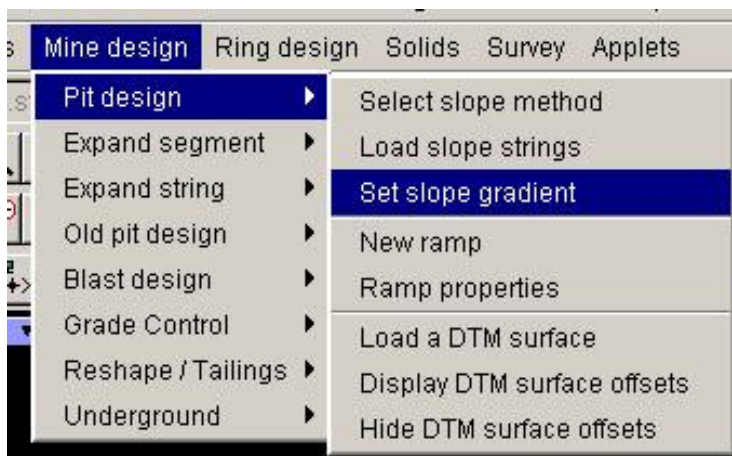 Mine design Ring design Solids Survey Applets
Pit design
Expand segment
Expand string
Old pit design
Blast design
Grade Control
Reshape / Tailings
Underground
Select slope method
Load slope strings
Set slope gradient
New ramp
Ramp properties
Load a DTM surface
Display DTM surface offsets
Hide DTM surface offsets